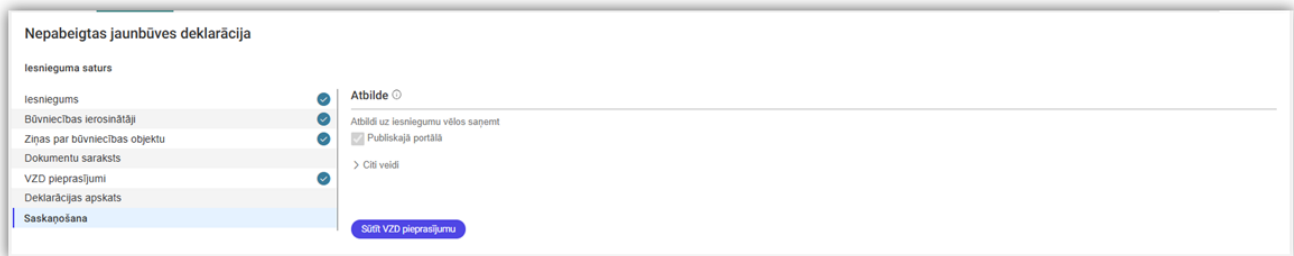 Nepabeigtas jaunbūves deklarācija
Iesnieguma saturs
Iesniegums
Būvniecības ierosinātāji
Ziņas par būvniecības objektu
Dokumentu saraksts
VZD pieprasījumi
Deklarācijas apskats
Saskaņošana
Atbilde
Atbildi uz iesniegumu vēlos saņemt
Publiskajā portālā
Citi veidi
Sūtīt VZD pieprasījumu